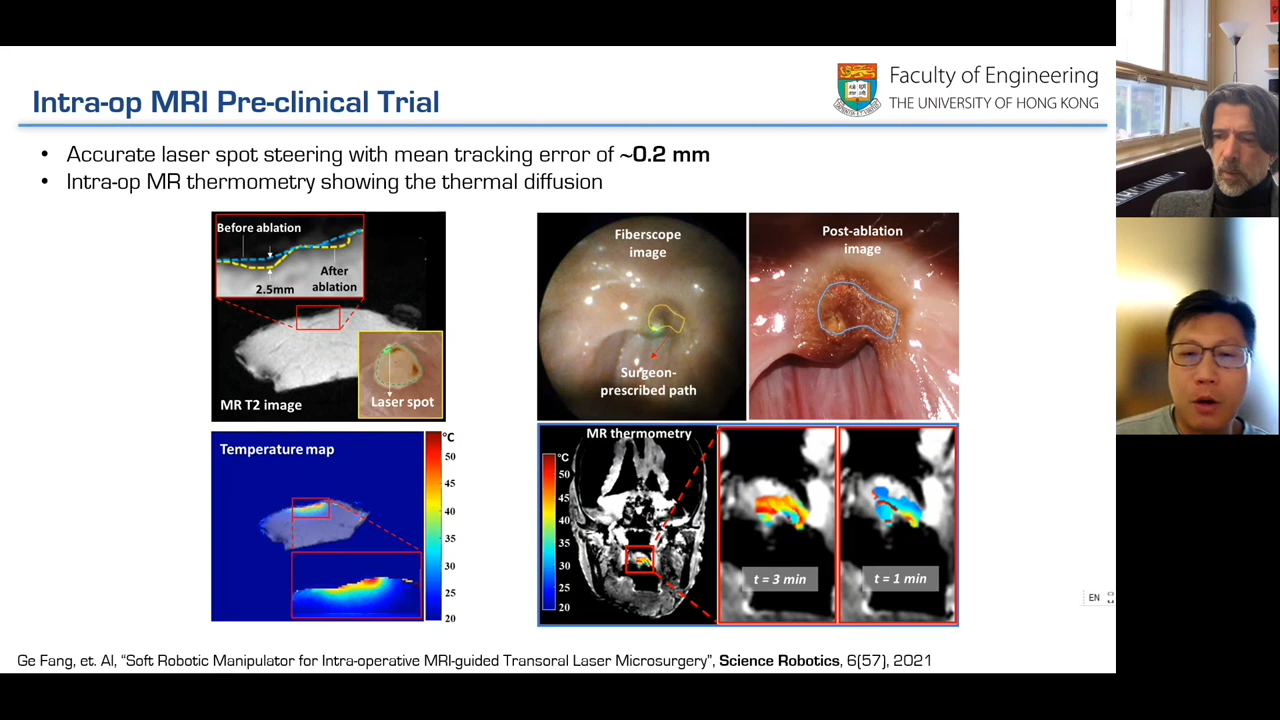 Intra-op MRI Pre-clinical Trial
Faculty of Engineering
THE UNIVERSITY OF HONG KONG
• Accurate laser spot steering with mean tracking error of ~0.2 mm
• Intra-op MR thermometry showing the thermal diffusion
Before ablation
After
ablation
2.5mm
MR T2 image
Laser spot
Fiberscope
image
Surgeon-
prescribed path
Post-ablation
image
Temperature map
°C
50
45
40
35
30
25
20
MR thermometry
°C
50
45
40
35
30
25
20
t = 3 min
t = 1 min
EN
Ge Fang, et. Al, “Soft Robotic Manipulator for Intra-operative MRI-guided Transoral Laser Microsurgery”, Science Robotics, 6(57), 2021